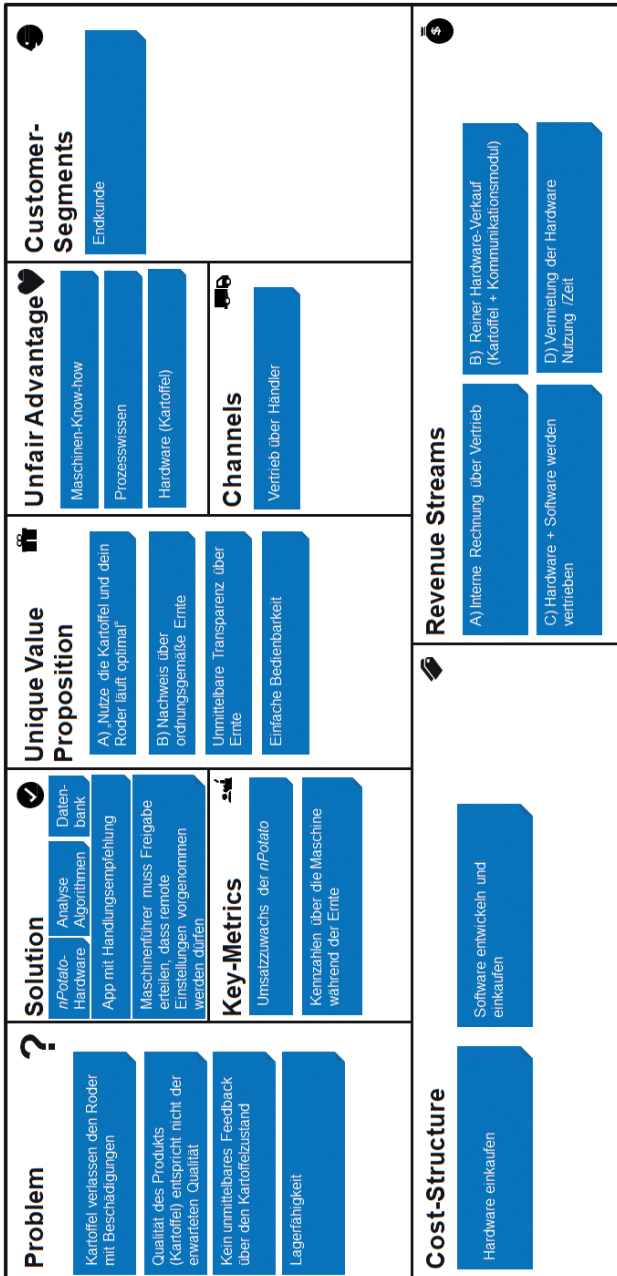 Problem
?
Kartoffel verlassen den Roder
mit Beschädigungen
Qualität des Produkts
(Kartoffel) entspricht nicht der
erwarteten Qualität
Kein unmittelbares Feedback
über den Kartoffelzustand
Lagerfähigkeit
Solution
nPotato-
Hardware
Analyse
Algorithmen
Daten-
bank
App mit Handlungsempfehlung
Maschinenführer muss Freigabe
erteilen, dass remote
Einstellungen vorgenommen
werden dürfen
Key-Metrics
Umsatzzuwachs der nPotato
Kennzahlen über die Maschine
während der Ernte
Unique Value
Proposition
A) „Nutze die Kartoffel und dein
Roder läuft optimal“
B) Nachweis über
ordnungsgemäße Ernte
Unmittelbare Transparenz über
Ernte
Einfache Bedienbarkeit
Unfair Advantage
Maschinen-Know-how
Prozesswissen
Hardware (Kartoffel)
Channels
Vertrieb über Händler
Customer-
Segments
Endkunde
Cost-Structure
Hardware einkaufen
Software entwickeln und
einkaufen
Revenue Streams
$
A) Interne Rechnung über Vertrieb
B) Reiner Hardware-Verkauf
(Kartoffel + Kommunikationsmodul)
C) Hardware + Software werden
vertrieben
D) Vermietung der Hardware
Nutzung /Zeit